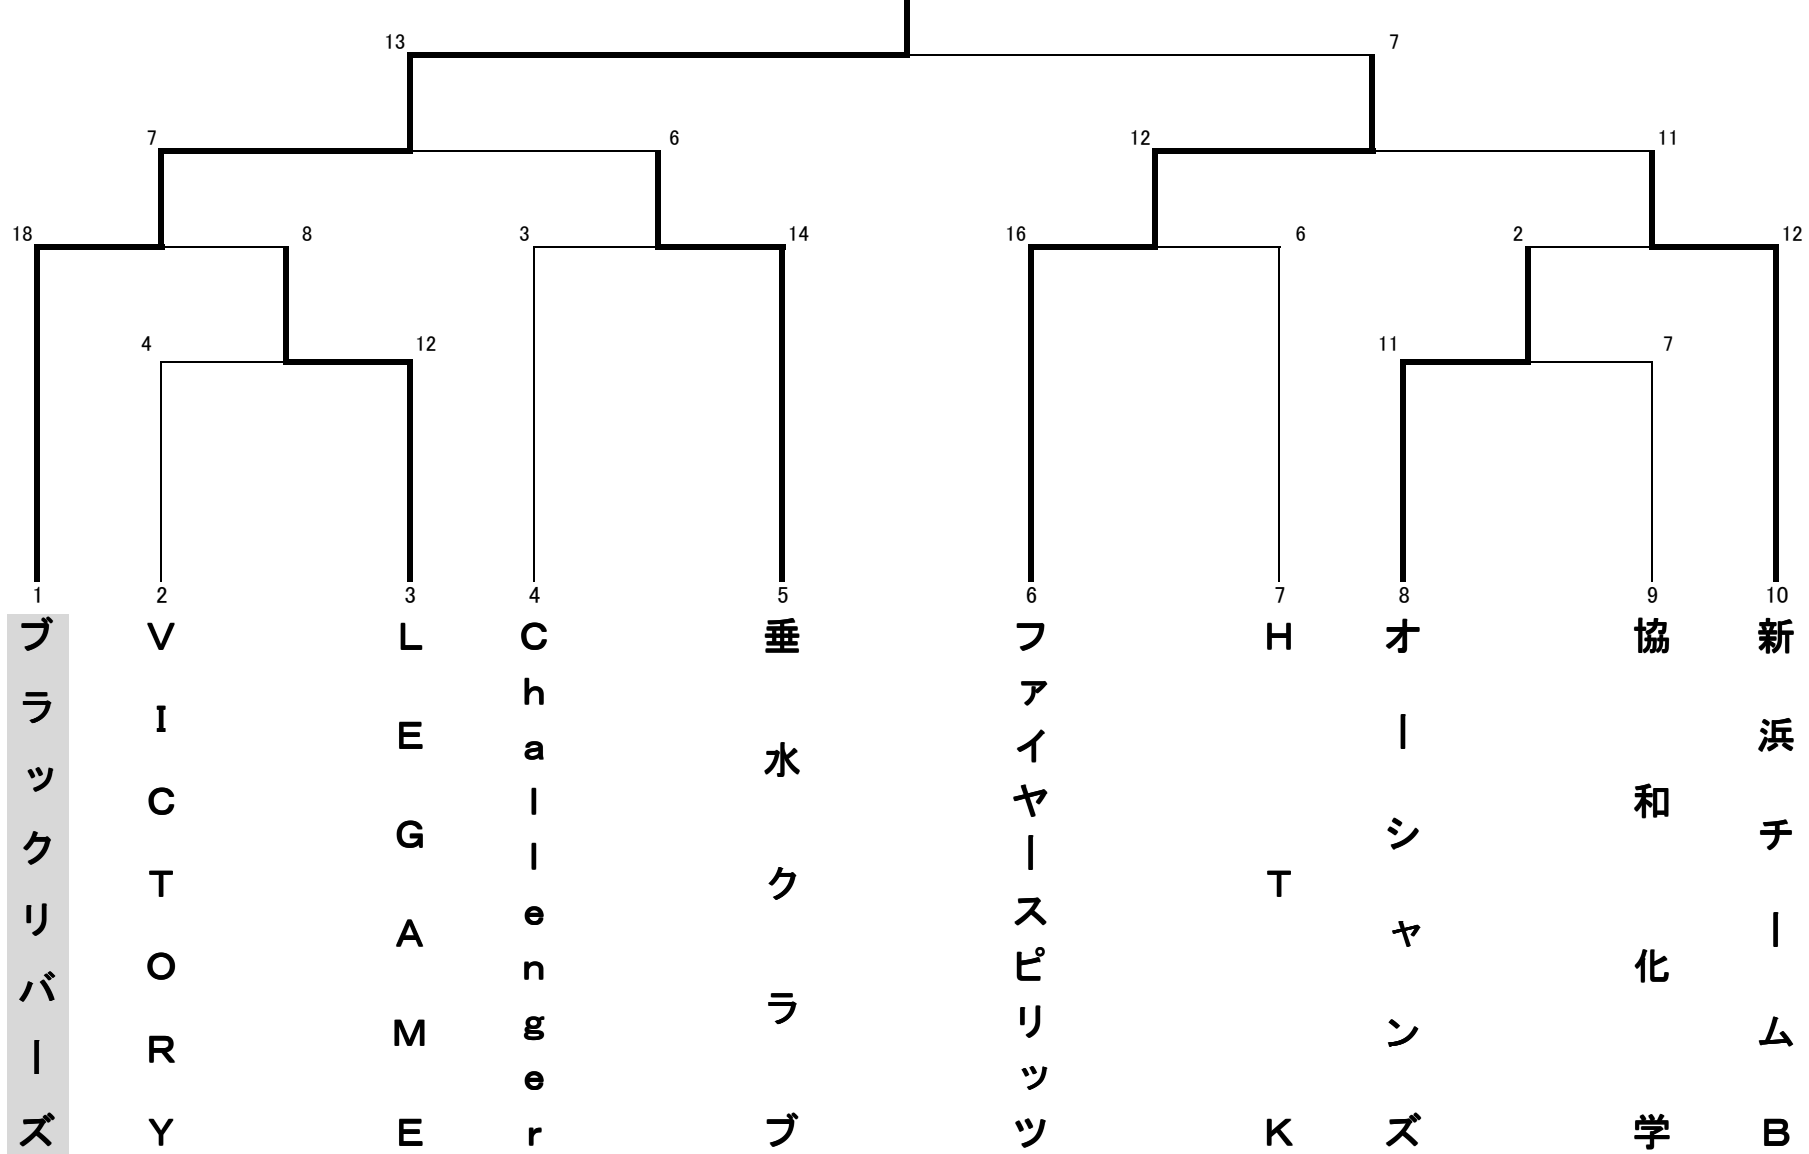 13 7
7 6 12 11
18 8 3 14 16 6 2 12
4 12 11 7
1 2 3 4 5 6 7 8 9 10
ブラックリバーズ
VICTORY
LEGAME
Challenger
垂水クラブ
ファイヤースピリッツ
HTK
オーシャンズ
協和化学
新浜チームB